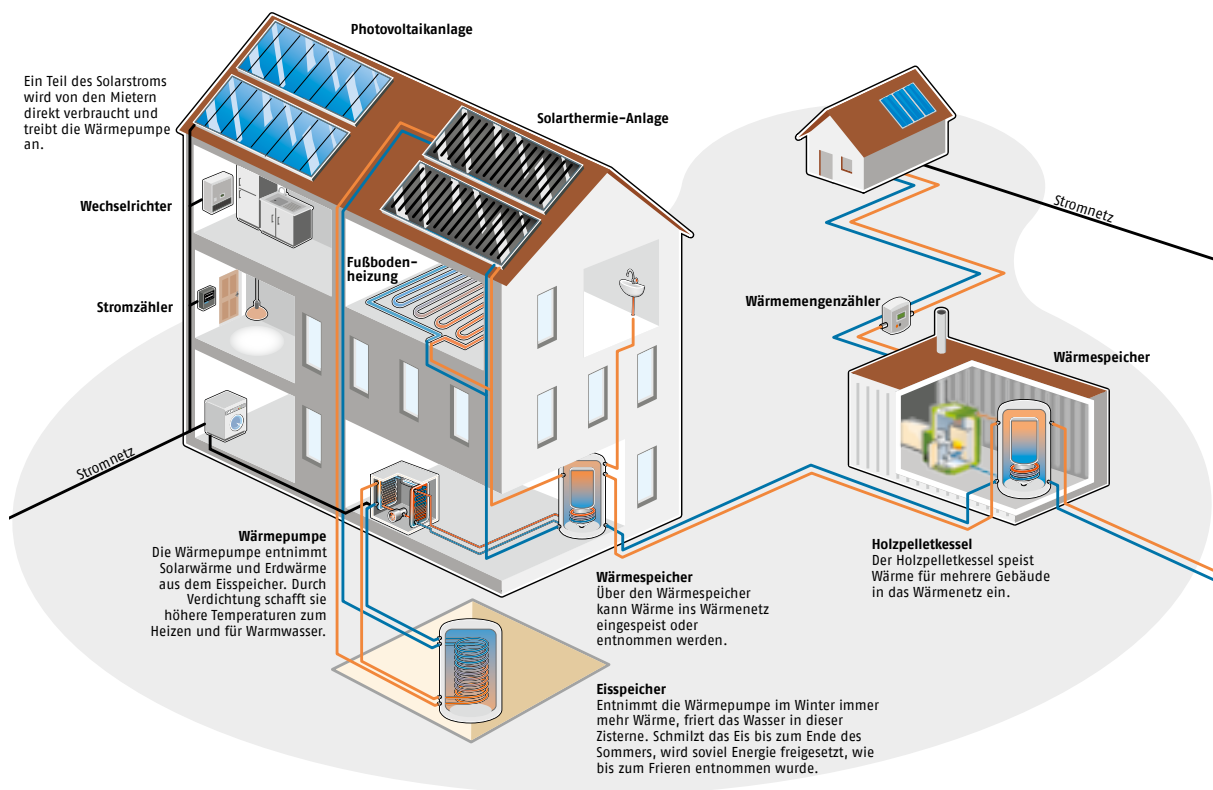 Photovoltaikanlage
Ein Teil des Solarstroms
wird von den Mietern
direkt verbraucht und
treibt die Wärmepumpe
an.
Solarthermie-Anlage
Wechselrichter
Stromnetz
Fußboden-
heizung
Stromzähler
Wärmemengenzähler
Wärmespeicher
Stromnetz
Wärmepumpe
Die Wärmepumpe entnimmt
Solarwärme und Erdwärme
aus dem Eisspeicher. Durch
Verdichtung schafft sie
höhere Temperaturen zum
Heizen und für Warmwasser.
Wärmespeicher
Über den Wärmespeicher
kann Wärme ins Wärmenetz
eingespeist oder
entnommen werden.
Holzpelletkessel
Der Holzpelletkessel speist
Wärme für mehrere Gebäude
in das Wärmenetz ein.
Eisspeicher
Entnimmt die Wärmepumpe im Winter immer
mehr Wärme, friert das Wasser in dieser
Zisterne. Schmilzt das Eis bis zum Ende des
Sommers, wird soviel Energie freigesetzt, wie
bis zum Frieren entnommen wurde.